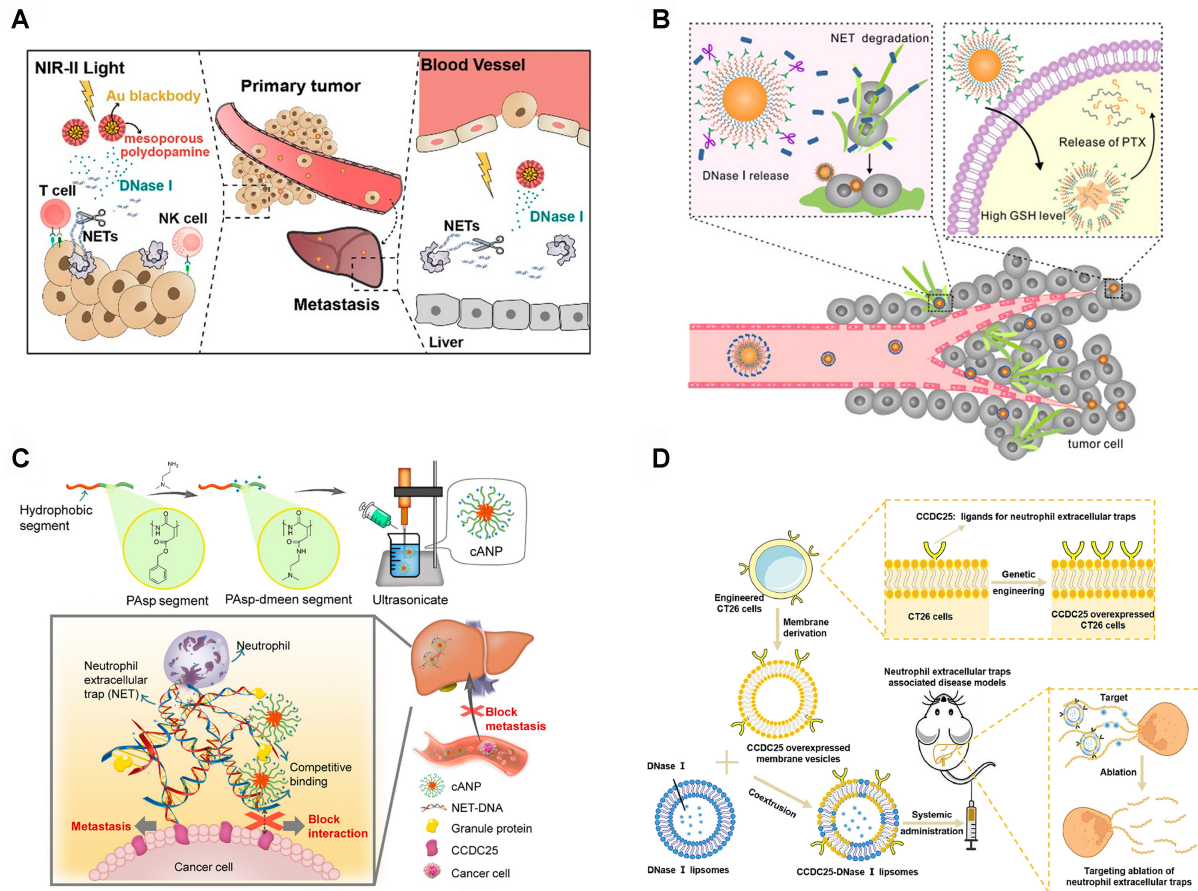 A
NIR-II Light
Au blackbody
mesoporous
polydopamine
DNase I
T cell
NETs
NK cell
Primary tumor
Metastasis
Blood Vessel
DNase I
NETs
Liver
B
NET degradation
DNase I release
Release of PTX
High GSH level
tumor cell
C
Hydrophobic
segment
PAsp segment
PAsp-dmeen segment
Ultrasonicate
cANP
Neutrophil
Neutrophil
extracellular
trap (NET)
Competitive
binding
Metastasis
Block
interaction
Cancer cell
Block
metastasis
cANP
NET-DNA
Granule protein
CCDC25
Cancer cell
D
CCDC25: ligands for neutrophil extracellular traps
Genetic
engineering
CT26 cells
CCDC25 overexpressed
CT26 cells
Engineered
CT26 cells
Membrane
derivation
CCDC25 overexpressed
membrane vesicles
Neutrophil extracellular traps
associated disease models
DNase I
Coextrusion
DNase I lipsomes
CCDC25-DNase I lipsomes
Systemic
administration
Target
Ablation
Targeting ablation of
neutrophil extracellular traps